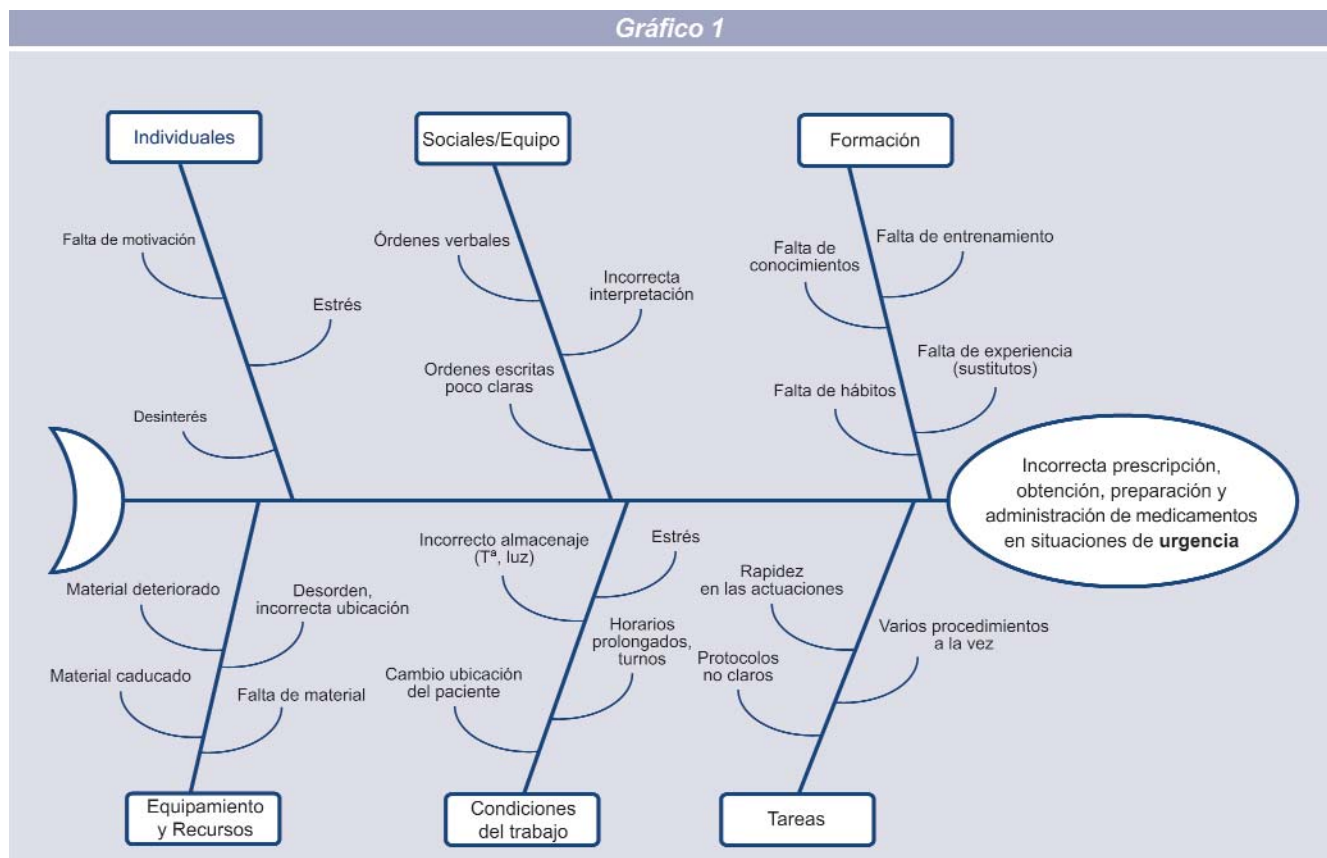 Gráfico 1
Individuales
Sociales/Equipo
Formación
Falta de motivación
Estrés
Desinterés
Órdenes verbales
Incorrecta
interpretación
Ordenes escritas
poco claras
Falta de
conocimientos
Falta de entrenamiento
Falta de experiencia
(sustitutos)
Falta de hábitos
Incorrecta prescripción,
obtención, preparación y
administración de medicamentos
en situaciones de urgencia
Material deteriorado
Desorden,
incorrecta ubicación
Material caducado
Falta de material
Incorrecto almacenaje
(Tª, luz)
Estrés
Horarios
prolongados,
turnos
Cambio ubicación
del paciente
Rapidez
en las actuaciones
Varios procedimientos
a la vez
Protocolos
no claros
Equipamiento
y Recursos
Condiciones
del trabajo
Tareas